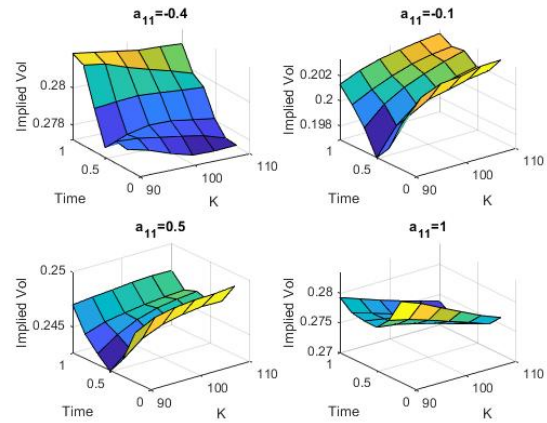 a11=-0.4
Implied Vol
0.28
0.278
1
0.5
0
Time
90
100
110
K
a11=-0.1
Implied Vol
0.202
0.2
0.198
1
0.5
0
Time
90
100
110
K
a11=0.5
Implied Vol
0.25
0.245
1
0.5
0
Time
90
100
110
K
a11=1
Implied Vol
0.28
0.275
0.27
1
0.5
0
Time
90
100
110
K